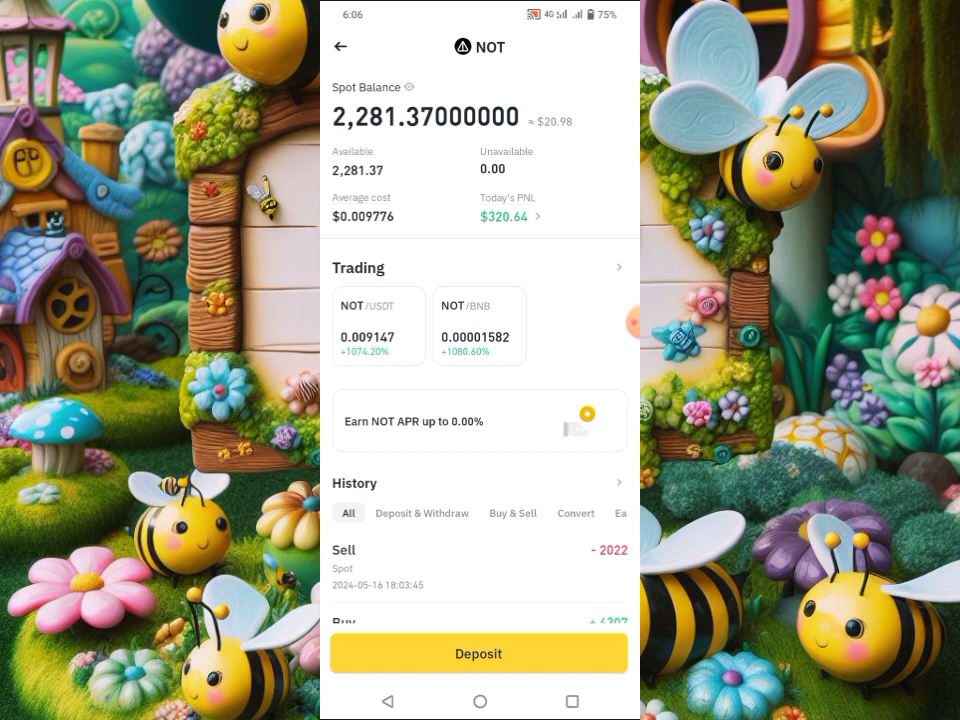 6:06
4G
75%
NOT
Spot Balance
2,281.37000000 ≈ $20.98
Available
Unavailable
2,281.37
0.00
Average cost
Today's PNL
$0.009776
$320.64
Trading
NOT/USDT
NOT/BNB
0.009147
0.00001582
+1074.20%
+1080.60%
Earn NOT APR up to 0.00%
History
All
Deposit & Withdraw
Buy & Sell
Convert
Ea
Sell
- 2022
Spot
2024-05-16 18:03:45
Buy
+ 4307
Deposit